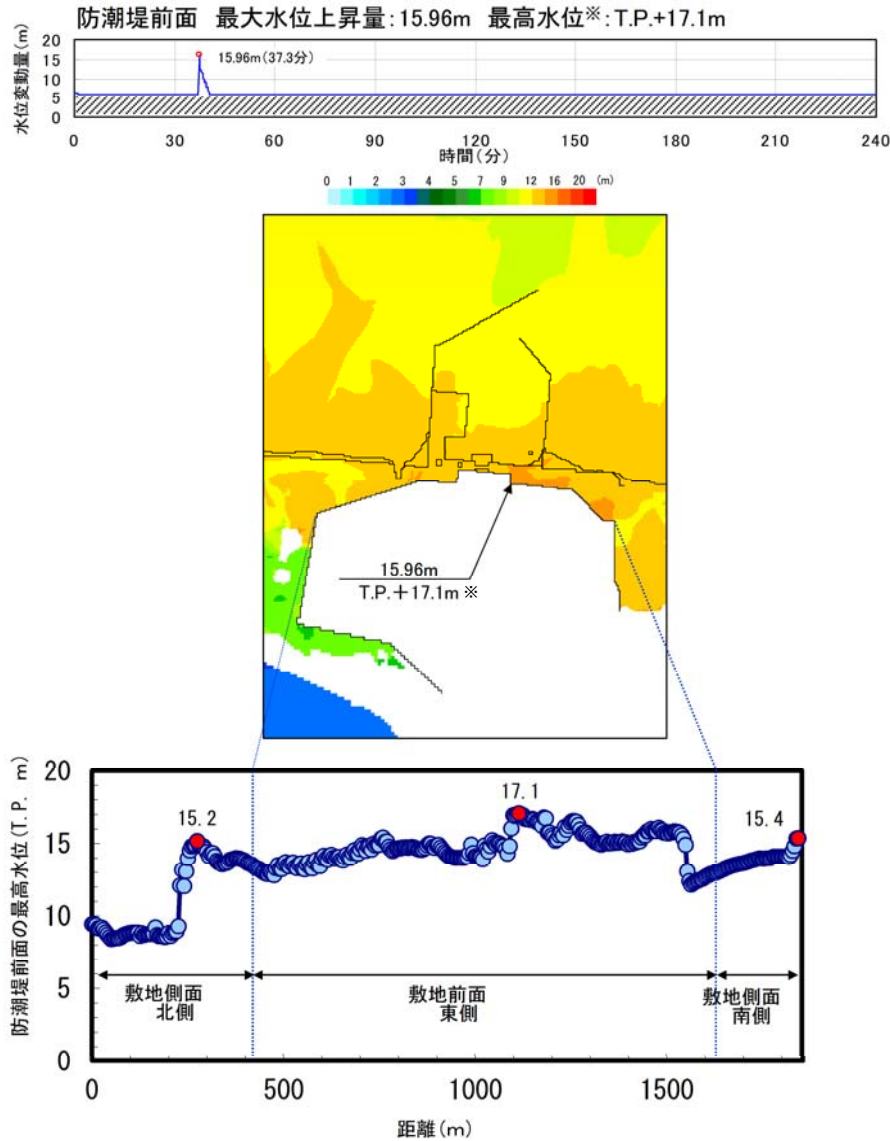 防潮堤前面 最大水位上昇量:15.96m 最高水位※:T.P.+17.1m
水位変動量(m)
20
15
10
5
0
15.96m(37.3分)
0 30 60 90 120 150 180 210 240
時間(分)
0 1 2 3 4 5 7 9 12 16 20 (m)
15.96m
T.P.+17.1m※
防潮堤前面の最高水位(T.P. m)
20
15
10
5
0
15.2
17.1
15.4
敷地側面
北側
敷地前面
東側
敷地側面
南側
0 500 1000 1500
距離(m)